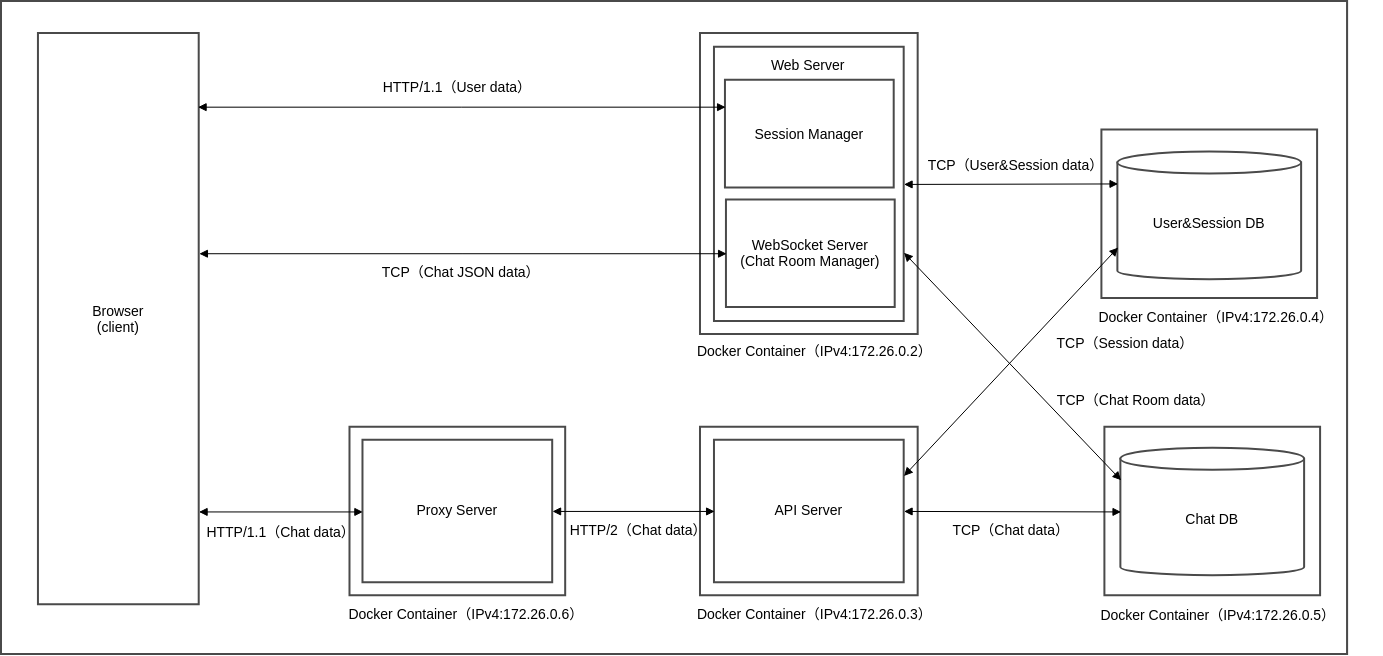 Web Server
HTTP/1.1（User data）
Session Manager
TCP（User&Session data）
User&Session DB
WebSocket Server
(Chat Room Manager)
TCP（Chat JSON data）
Browser
(client)
Docker Container（IPv4:172.26.0.4）
Docker Container（IPv4:172.26.0.2）
TCP（Session data）
TCP（Chat Room data）
Proxy Server
API Server
Chat DB
HTTP/1.1（Chat data）
HTTP/2（Chat data）
TCP（Chat data）
Docker Container（IPv4:172.26.0.6）
Docker Container（IPv4:172.26.0.3）
Docker Container（IPv4:172.26.0.5）